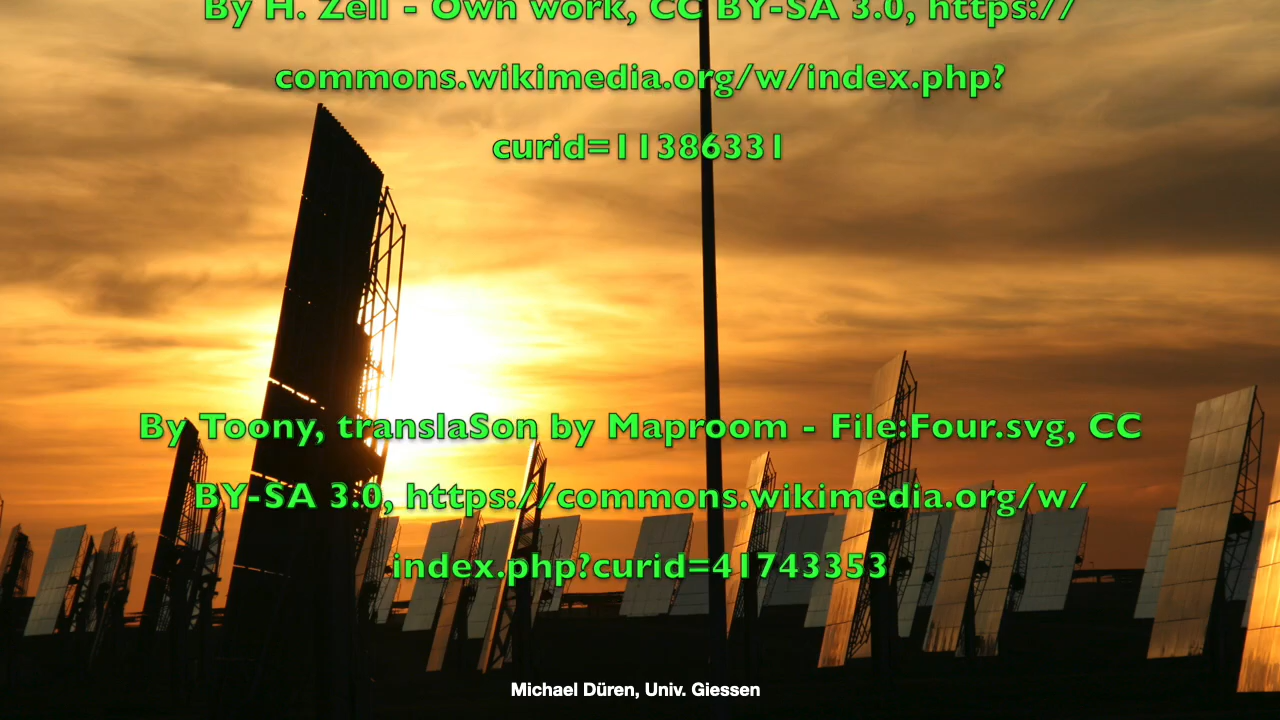 By H. Zell - Own work, CC BY-SA 3.0, https://
commons.wikimedia.org/w/index.php?
curid=11386331
By Toony, translaSon by Maproom - File:Four.svg, CC
BY-SA 3.0, https://commons.wikimedia.org/w/
index.php?curid=41743353
Michael Düren, Univ. Giessen